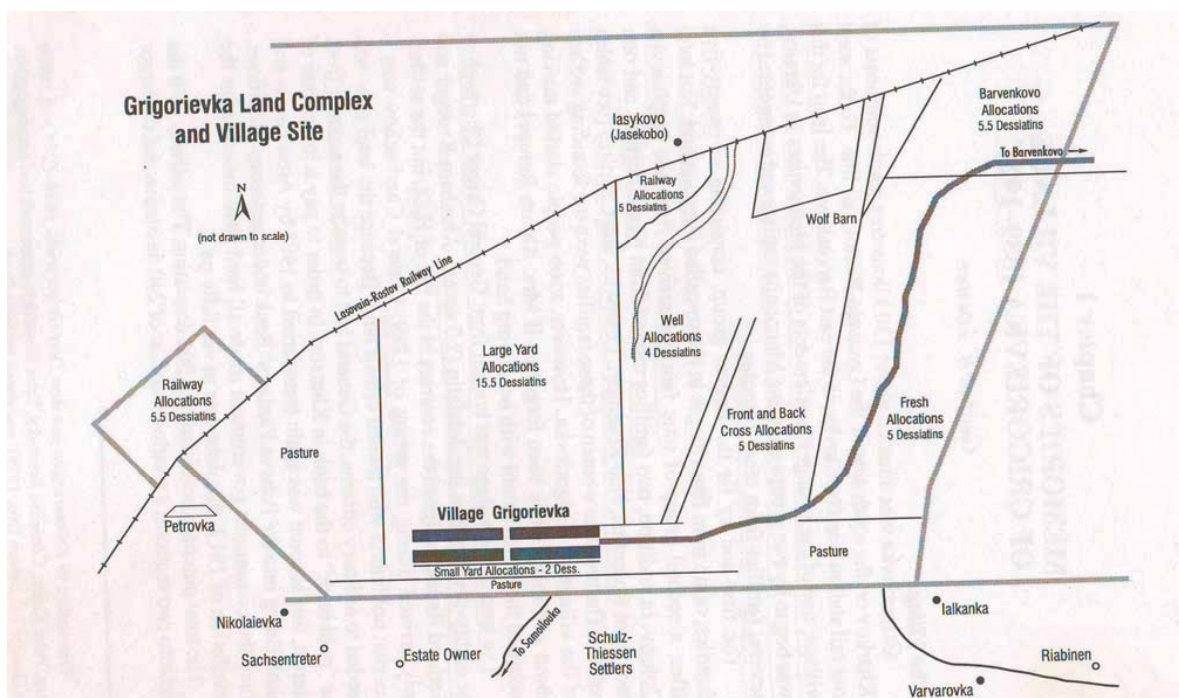 Grigorievka Land Complex
and Village Site
N
(not drawn to scale)
Iasykovo
(Jasekobo)
Barvenkovo
Allocations
5.5 Dessiatins
To Barvenkovo
Railway
Allocations
5 Dessiatins
Wolf Barn
Lasovaia-Rostov Railway Line
Well
Allocations
4 Dessiatins
Large Yard
Allocations
15.5 Dessiatins
Railway
Allocations
5.5 Dessiatins
Pasture
Front and Back
Cross Allocations
5 Dessiatins
Fresh
Allocations
5 Dessiatins
Village Grigorievka
Petrovka
Small Yard Allocations - 2 Dess.
Pasture
Pasture
Nikolaievka
Sachsentreter
Estate Owner
To Samoilouka
Schulz-
Thiessen
Settlers
Ialkanka
Riabinen
Varvarovka